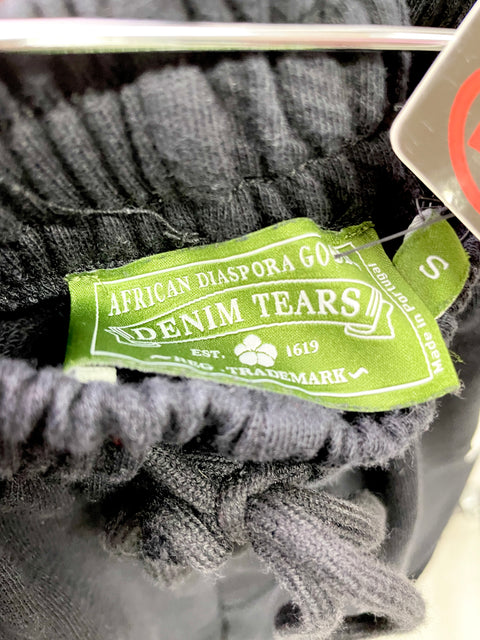 AFRICAN DIASPORA GO
DENIM TEARS
EST. 1619
REG. TRADEMARK
Made in Portugal
S